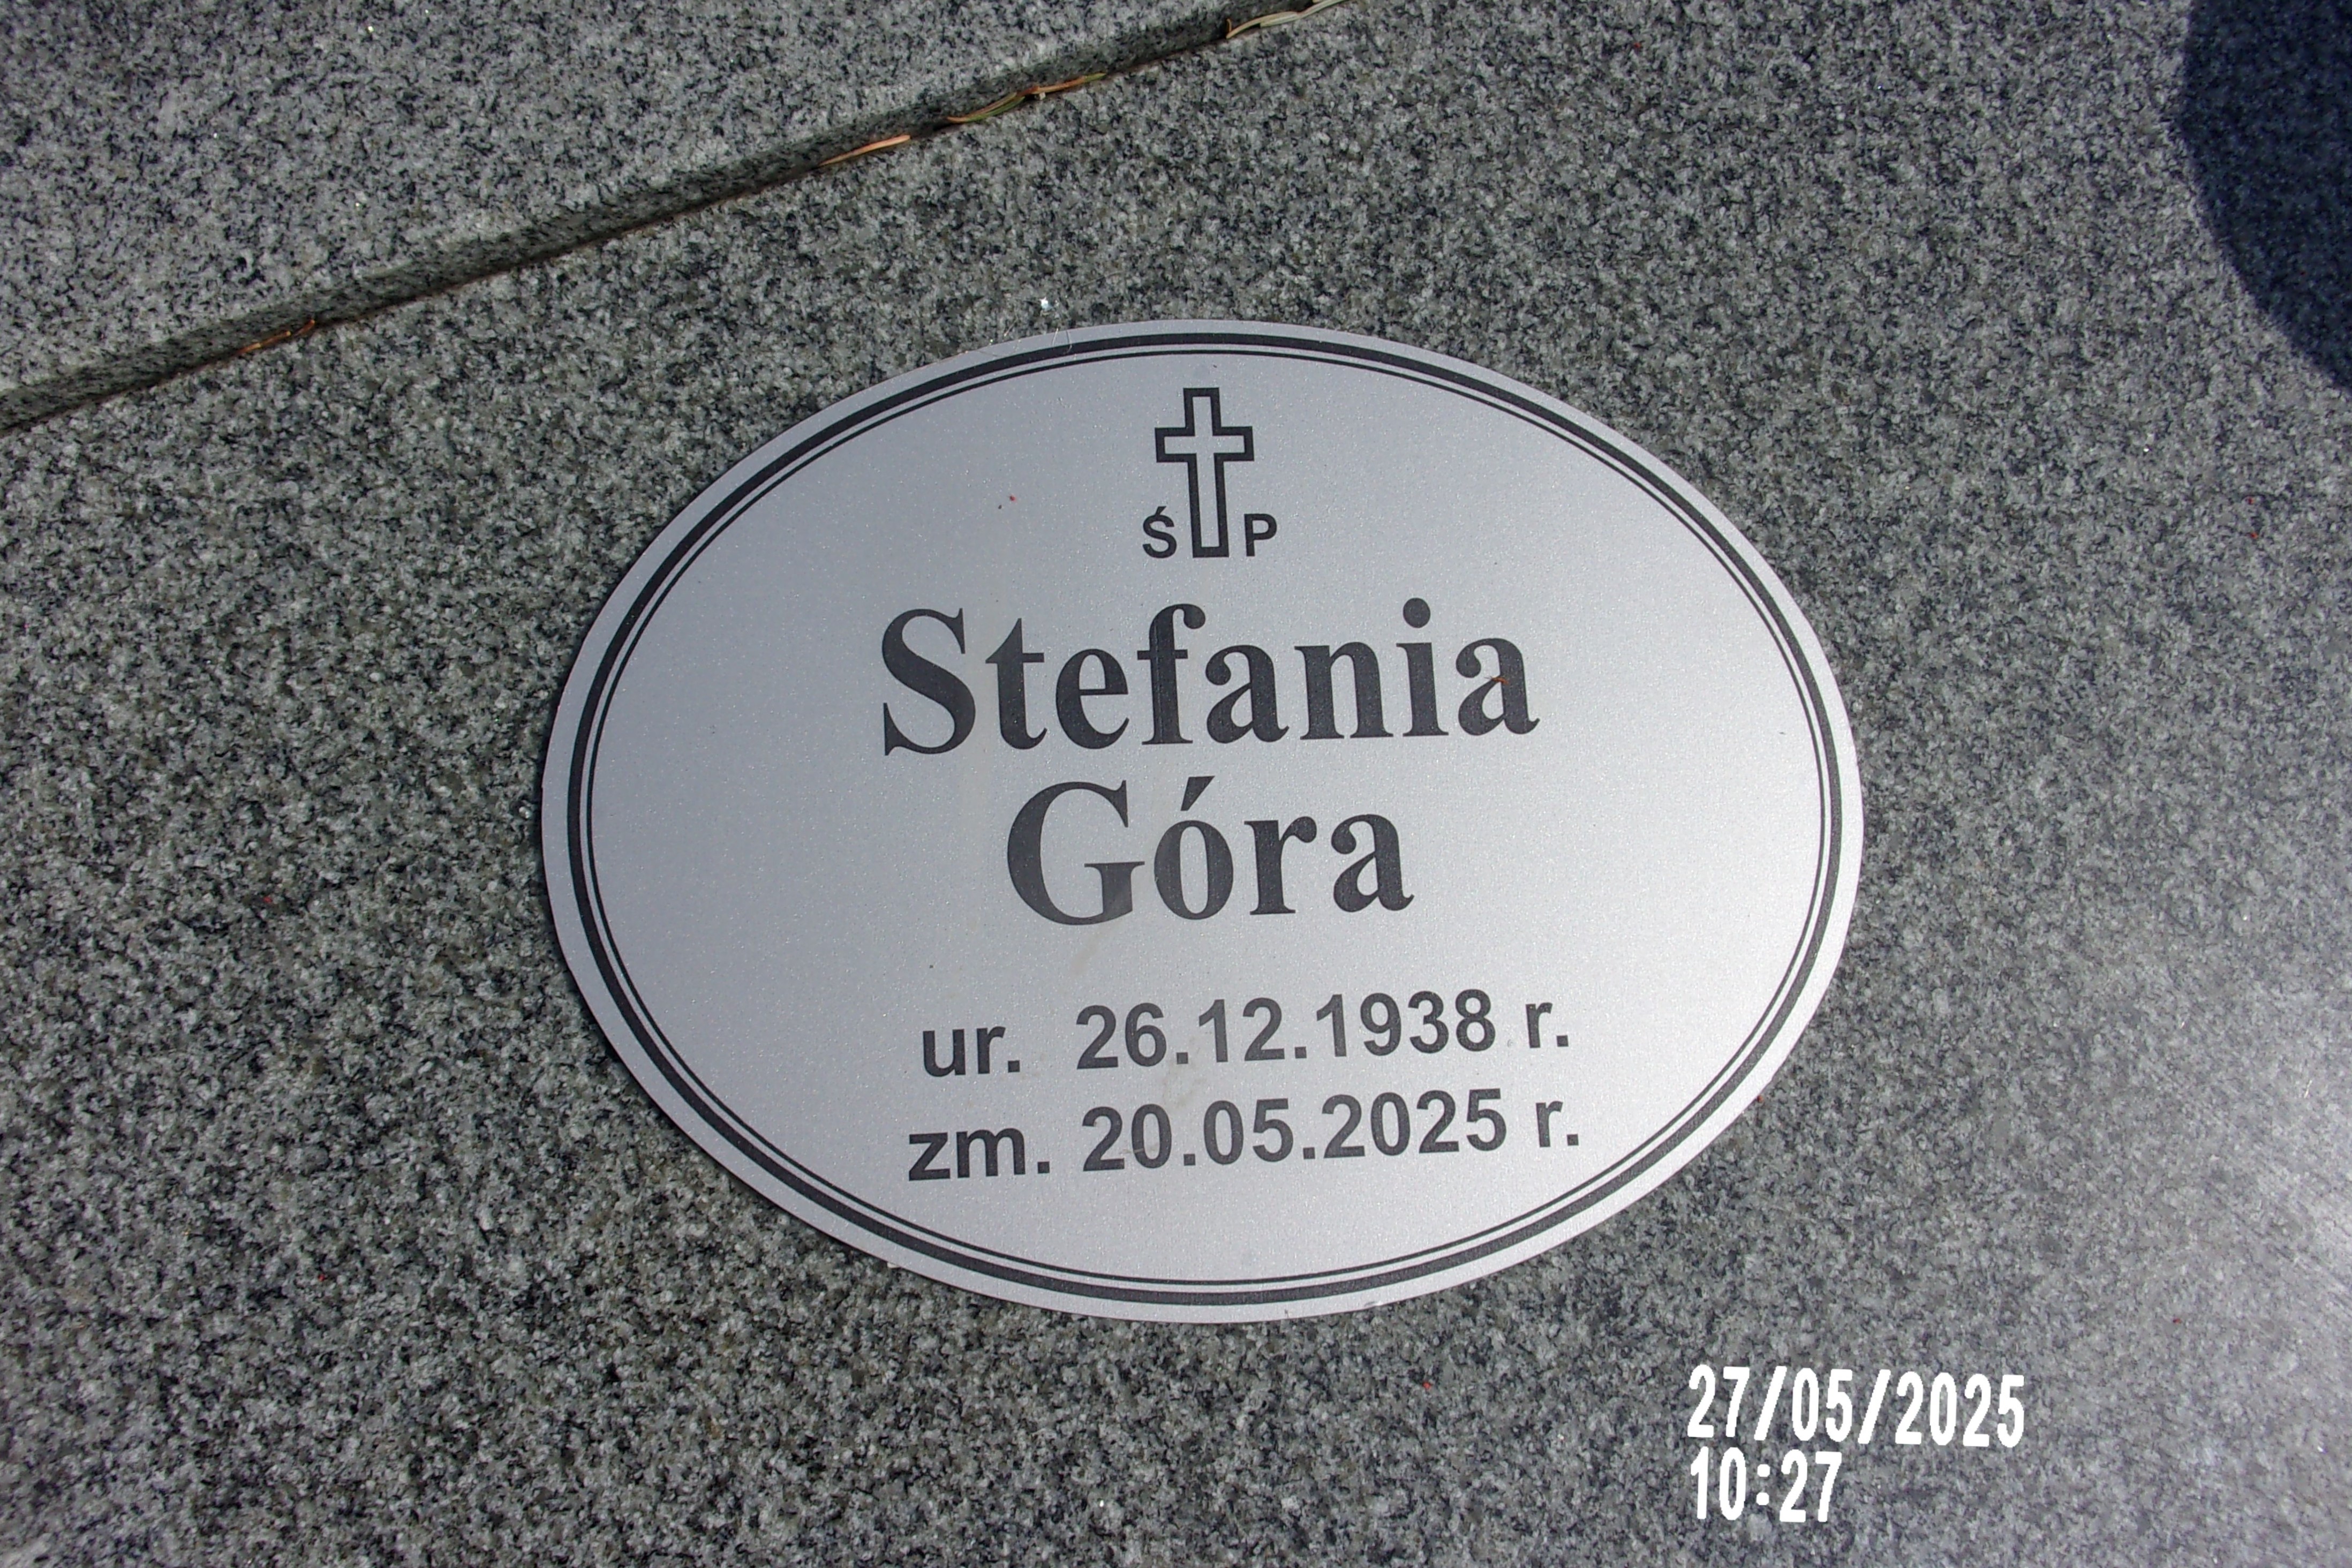 Ś P
Stefania
Góra
ur. 26.12.1938 r.
zm. 20.05.2025 r.
27/05/2025
10:27